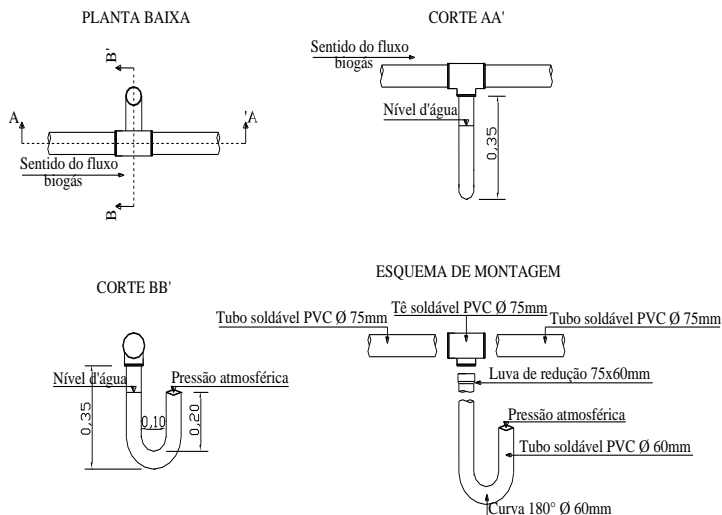 PLANTA BAIXA
CORTE AA'
B'
Sentido do fluxo
biogás
A
'A
Nível d'água
0,35
Sentido do fluxo
biogás
B
CORTE BB'
ESQUEMA DE MONTAGEM
Tubo soldável PVC Ø 75mm
Tê soldável PVC Ø 75mm
Tubo soldável PVC Ø 75mm
Nível d'água
Pressão atmosférica
0,35
0,10
0,20
Luva de redução 75x60mm
Pressão atmosférica
Tubo soldável PVC Ø 60mm
Curva 180° Ø 60mm